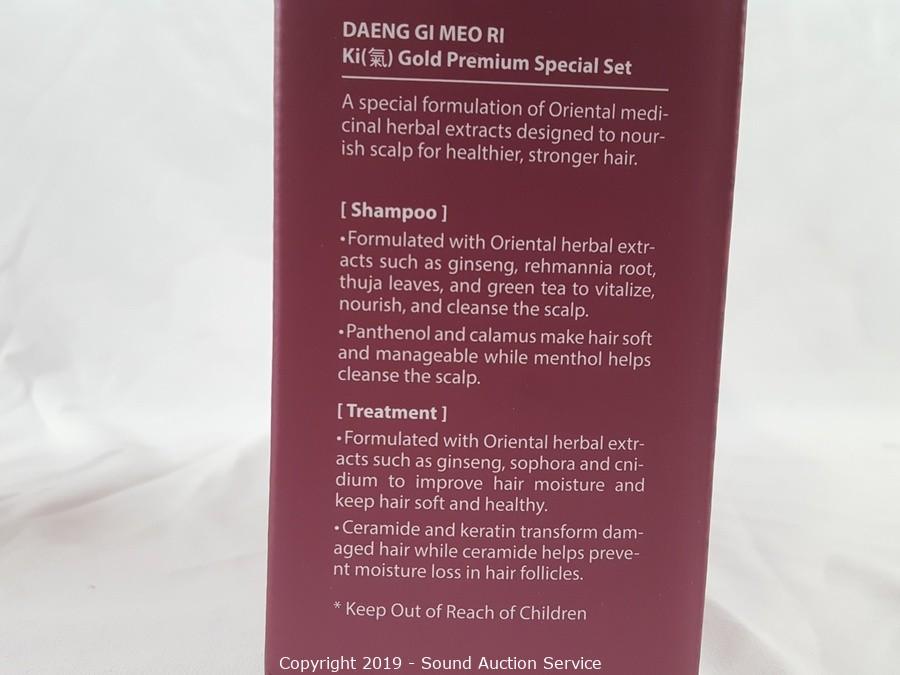 DAENG GI MEO RI
Ki(氣) Gold Premium Special Set
A special formulation of Oriental medi-
cinal herbal extracts designed to nour-
ish scalp for healthier, stronger hair.
[ Shampoo ]
•Formulated with Oriental herbal extr-
acts such as ginseng, rehmannia root,
thuja leaves, and green tea to vitalize,
nourish, and cleanse the scalp.
•Panthenol and calamus make hair soft
and manageable while menthol helps
cleanse the scalp.
[ Treatment ]
•Formulated with Oriental herbal extr-
acts such as ginseng, sophora and cni-
dium to improve hair moisture and
keep hair soft and healthy.
•Ceramide and keratin transform dam-
aged hair while ceramide helps preve-
nt moisture loss in hair follicles.
* Keep Out of Reach of Children
Copyright 2019 - Sound Auction Service